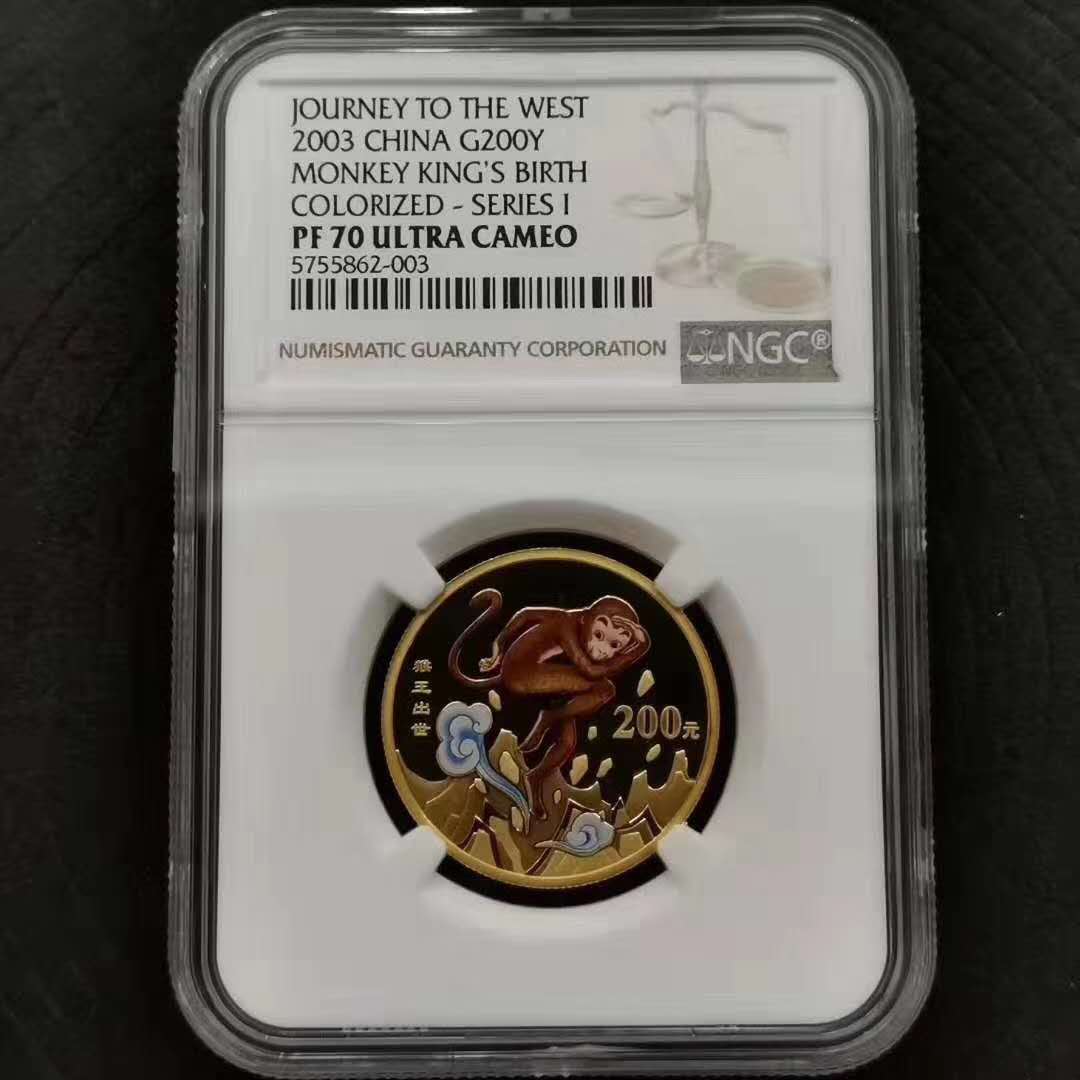 JOURNEY TO THE WEST
2003 CHINA G200Y
MONKEY KING'S BIRTH
COLORIZED - SERIES I
PF 70 ULTRA CAMEO
5755862-003
NUMISMATIC GUARANTY CORPORATION
NGC®
猴王出世
200元